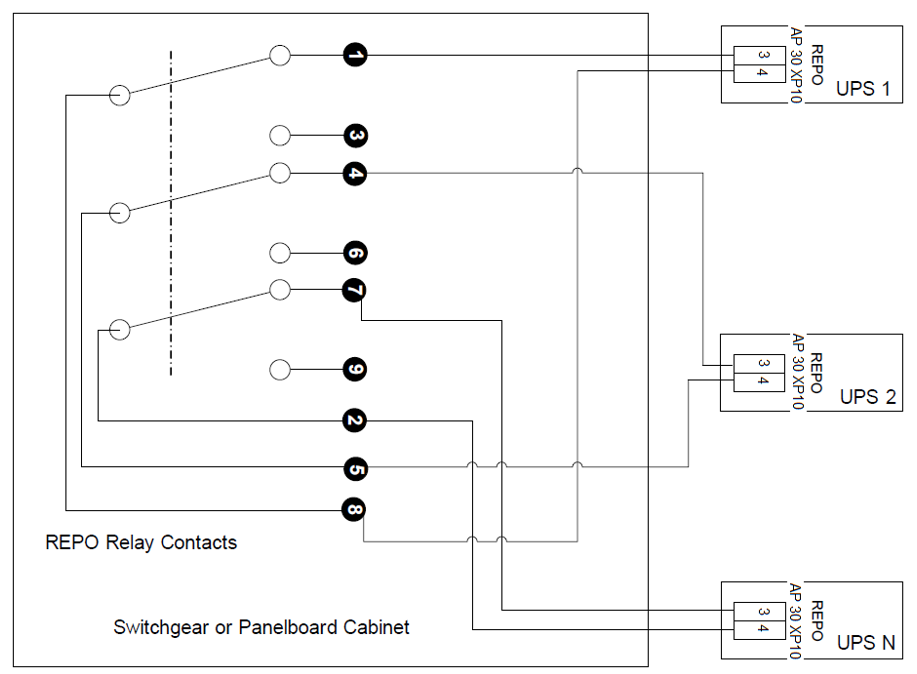 1
3
4
6
7
9
2
5
8
REPO Relay Contacts
Switchgear or Panelboard Cabinet
3
4
AP 30 XP10
REPO
UPS 1
3
4
AP 30 XP10
REPO
UPS 2
3
4
AP 30 XP10
REPO
UPS N